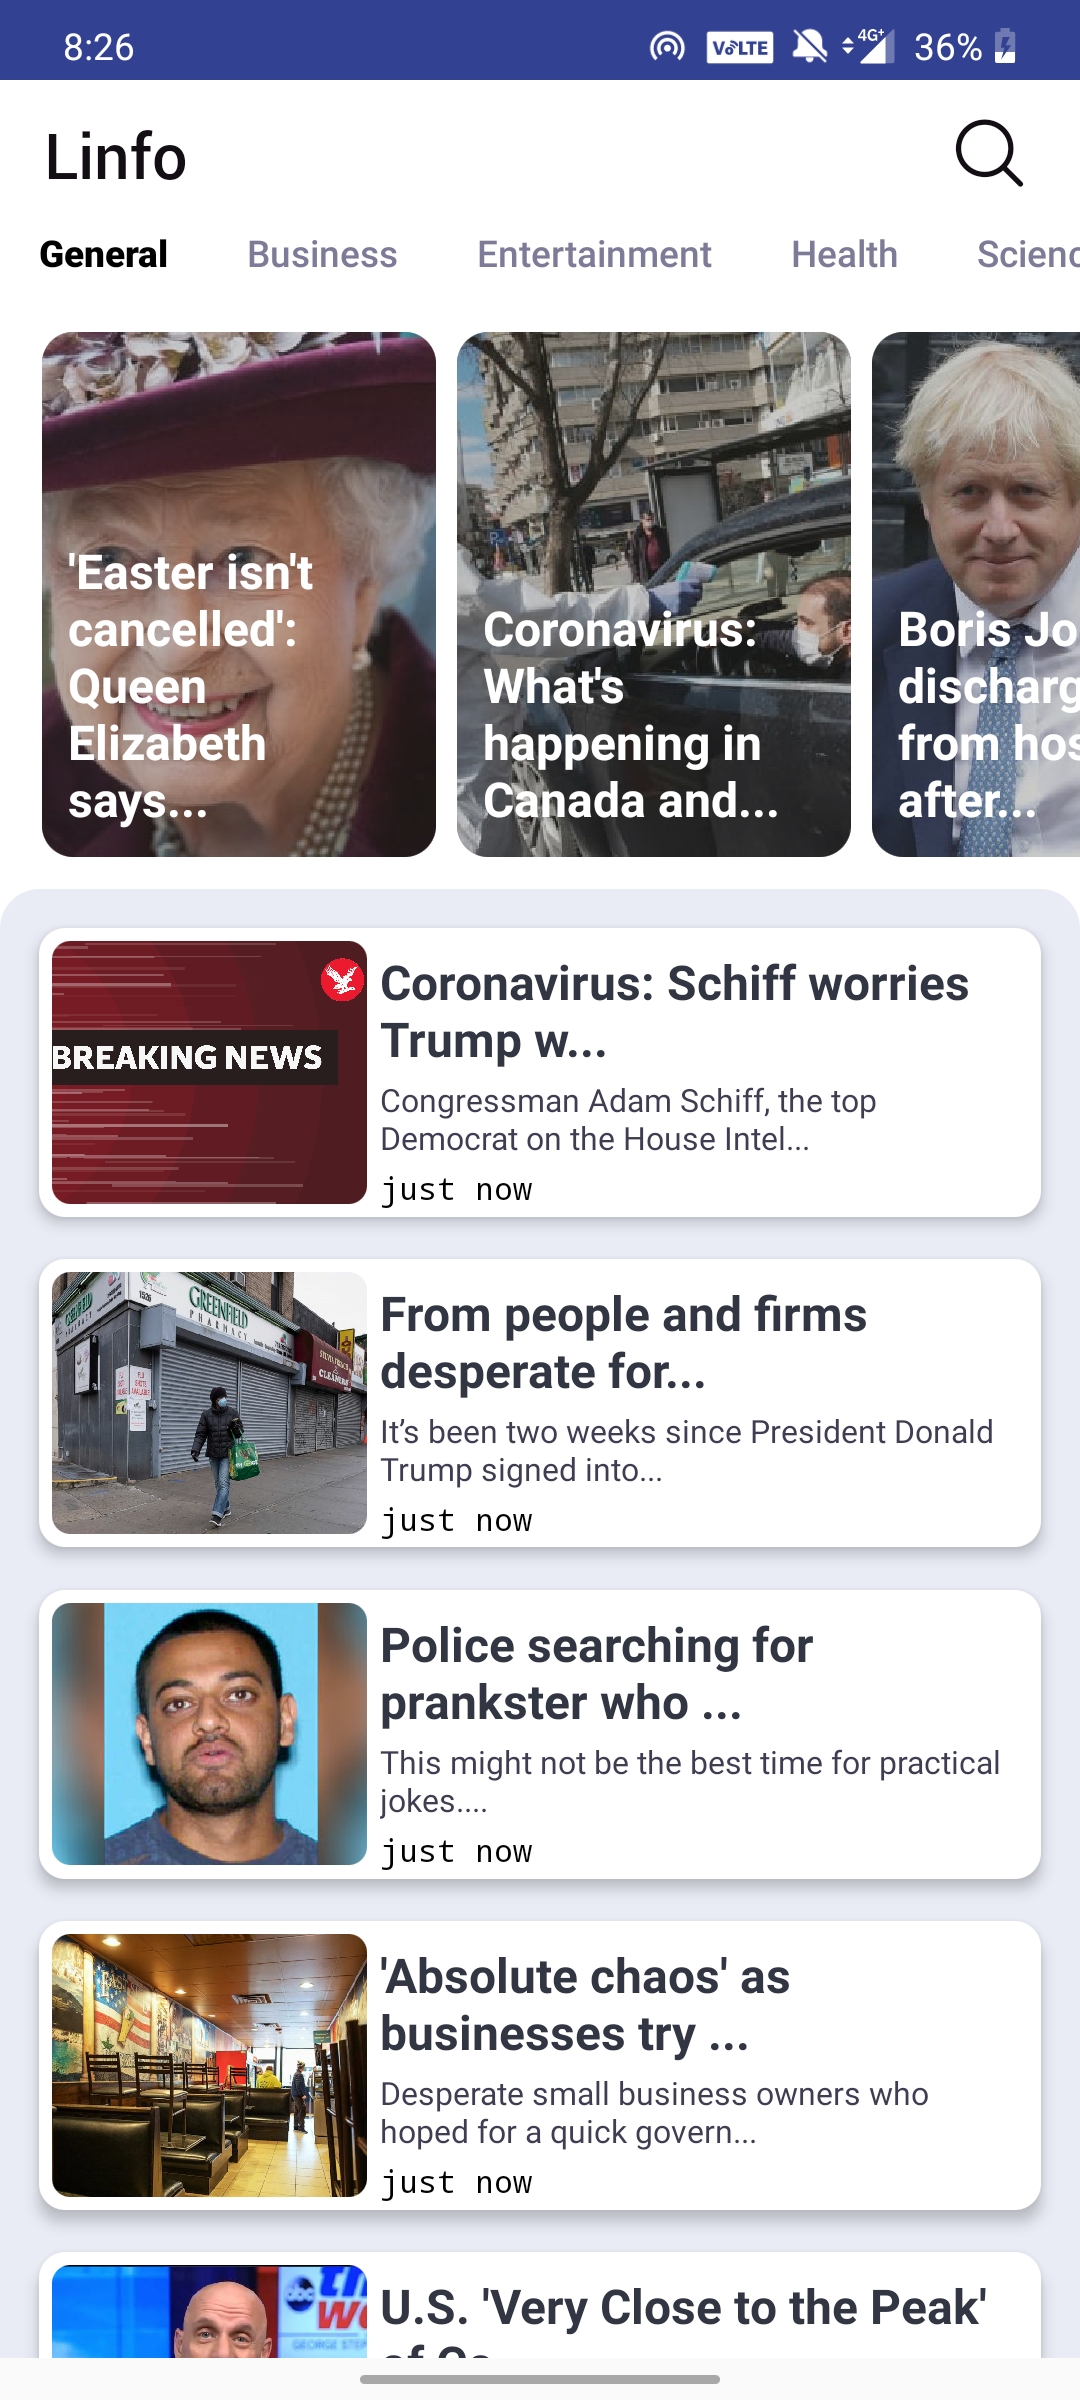 8:26
VoLTE
4G+
36%
Linfo
General
Business
Entertainment
Health
Scienc
'Easter isn't
cancelled':
Queen
Elizabeth
says...
Coronavirus:
What's
happening in
Canada and...
Boris Jo
discharg
from hos
after...
BREAKING NEWS
Coronavirus: Schiff worries
Trump w...
Congressman Adam Schiff, the top
Democrat on the House Intel...
just now
GREENFIELD
PHARMACY
1526
CLEANERS
From people and firms
desperate for...
It’s been two weeks since President Donald
Trump signed into...
just now
Police searching for
prankster who ...
This might not be the best time for practical
jokes....
just now
'Absolute chaos' as
businesses try ...
Desperate small business owners who
hoped for a quick govern...
just now
abc
U.S. 'Very Close to the Peak'